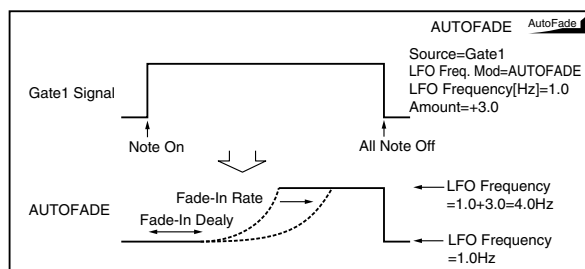 AUTOFADE AutoFade
Source=Gate1
LFO Freq. Mod=AUTOFADE
LFO Frequency[Hz]=1.0
Amount=+3.0
Gate1 Signal
Note On
All Note Off
AUTOFADE
Fade-In Rate
Fade-In Dealy
LFO Frequency
=1.0+3.0=4.0Hz
LFO Frequency
=1.0Hz